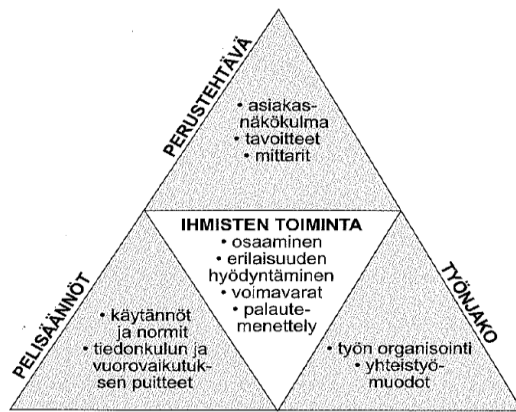 PERUSTEHTÄVÄ
• asiakas-
näkökulma
• tavoitteet
• mittarit
IHMISTEN TOIMINTA
• osaaminen
• erilaisuuden
hyödyntäminen
• voimavarat
• palaute-
menettely
PELISÄÄNNÖT
• käytännöt
ja normit
• tiedonkulun ja
vuorovaikutuk-
sen puitteet
TYÖNJAKO
• työn organisointi
• yhteistyö-
muodot